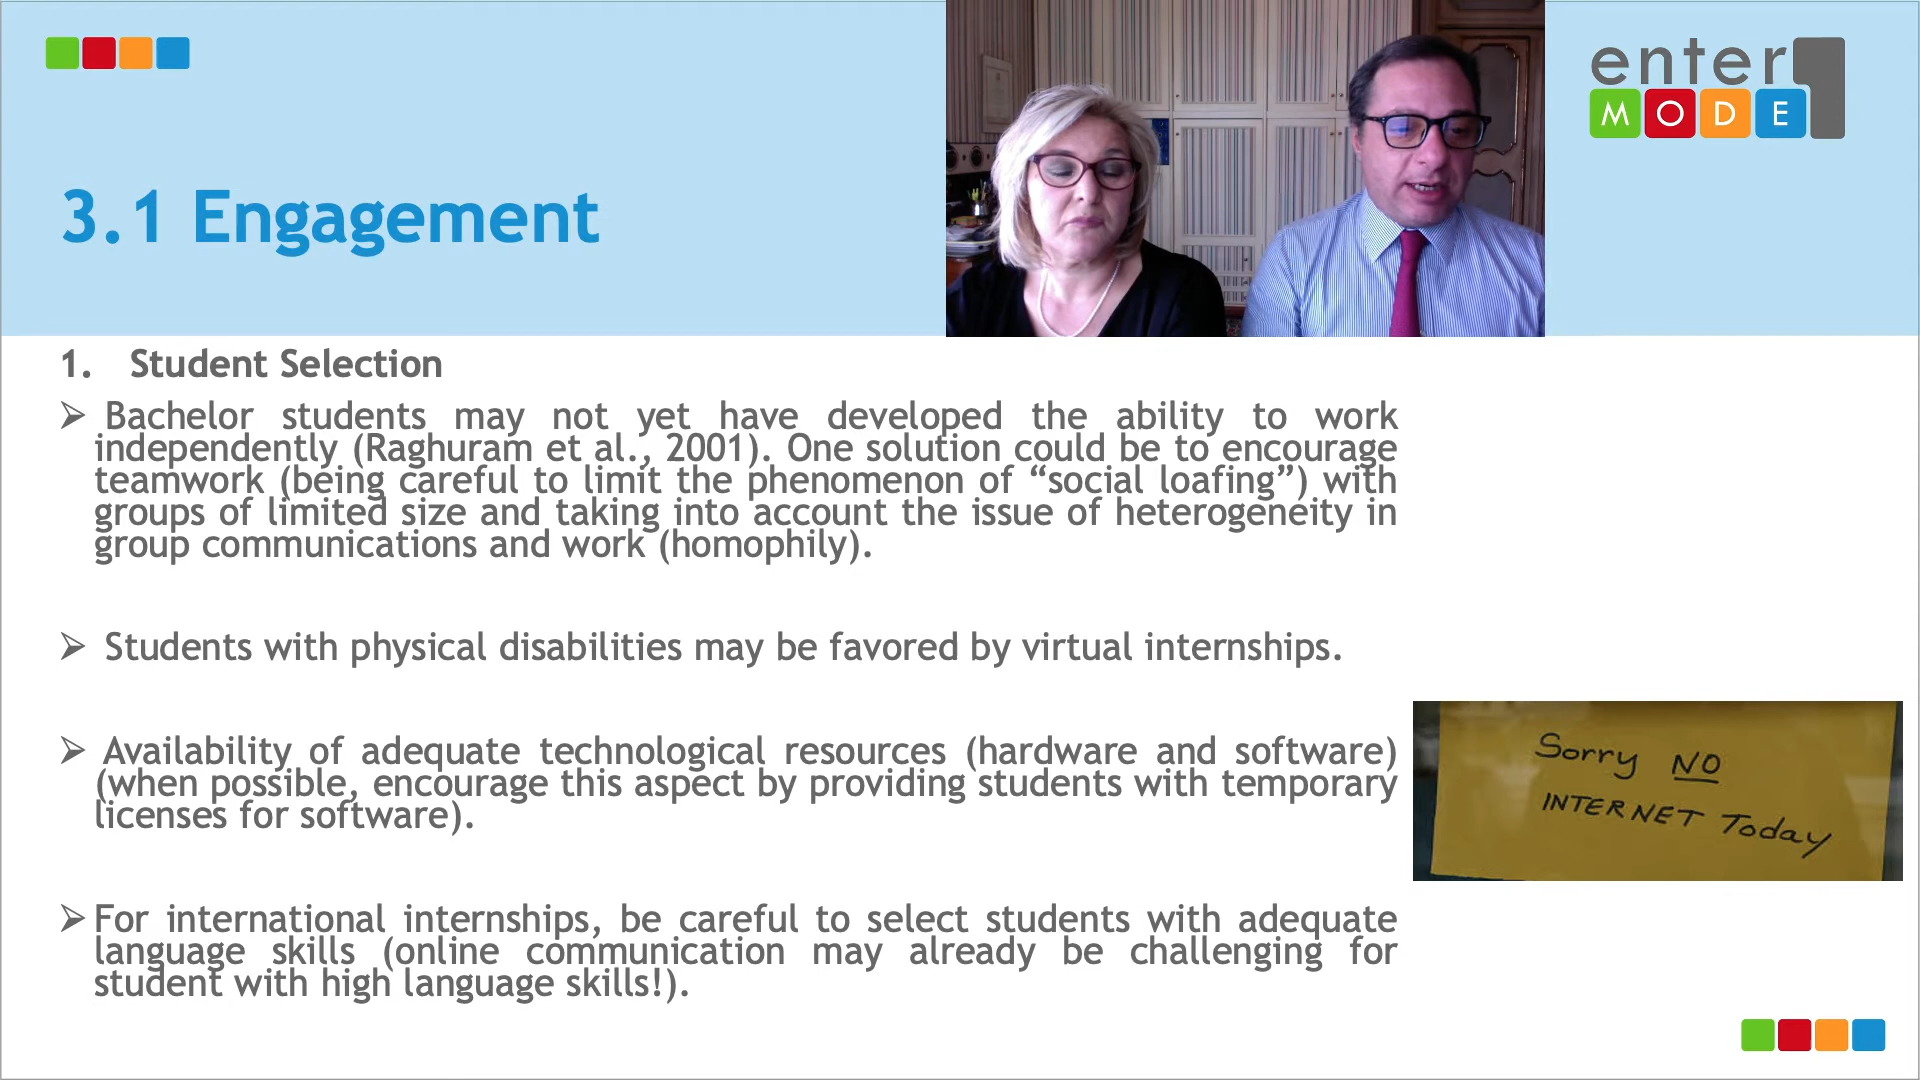 enter
MODE
3.1 Engagement
1. Student Selection
➢ Bachelor students may not yet have developed the ability to work
independently (Raghuram et al., 2001). One solution could be to encourage
teamwork (being careful to limit the phenomenon of “social loafing”) with
groups of limited size and taking into account the issue of heterogeneity in
group communications and work (homophily).
➢ Students with physical disabilities may be favored by virtual internships.
➢ Availability of adequate technological resources (hardware and software)
(when possible, encourage this aspect by providing students with temporary
licenses for software).
Sorry NO
INTERNET Today
➢ For international internships, be careful to select students with adequate
language skills (online communication may already be challenging for
student with high language skills!).